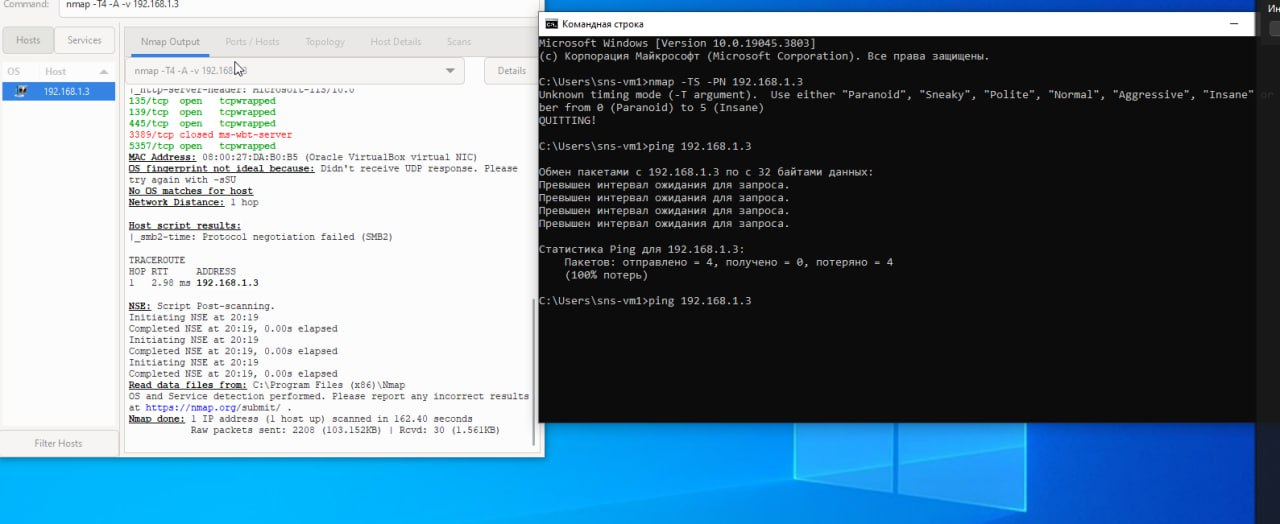 Command: nmap -T4 -A -v 192.168.1.3
Hosts
Services
OS Host
192.168.1.3
Filter Hosts
Nmap Output Ports / Hosts Topology Host Details Scans
nmap -T4 -A -v 192.168
Details
|_http-server-header: Microsoft-IIS/10.0
135/tcp open tcpwrapped
139/tcp open tcpwrapped
445/tcp open tcpwrapped
3389/tcp closed ms-wbt-server
5357/tcp open tcpwrapped
MAC Address: 08:00:27:DA:B0:B5 (Oracle VirtualBox virtual NIC)
OS fingerprint not ideal because: Didn't receive UDP response. Please
try again with -sSU
No OS matches for host
Network Distance: 1 hop
Host script results:
|_smb2-time: Protocol negotiation failed (SMB2)
TRACEROUTE
HOP RTT ADDRESS
1 2.98 ms 192.168.1.3
NSE: Script Post-scanning.
Initiating NSE at 20:19
Completed NSE at 20:19, 0.00s elapsed
Initiating NSE at 20:19
Completed NSE at 20:19, 0.00s elapsed
Initiating NSE at 20:19
Completed NSE at 20:19, 0.00s elapsed
Read data files from: C:\Program Files (x86)\Nmap
OS and Service detection performed. Please report any incorrect results
at https://nmap.org/submit/ .
Nmap done: 1 IP address (1 host up) scanned in 162.40 seconds
Raw packets sent: 2208 (103.152KB) | Rcvd: 30 (1.561KB)
Командная строка
Microsoft Windows [Version 10.0.19045.3803]
(c) Корпорация Майкрософт (Microsoft Corporation). Все права защищены.
C:\Users\sns-vm1>nmap -TS -PN 192.168.1.3
Unknown timing mode (-T argument). Use either "Paranoid", "Sneaky", "Polite", "Normal", "Aggressive", "Insane" or
ber from 0 (Paranoid) to 5 (Insane)
QUITTING!
C:\Users\sns-vm1>ping 192.168.1.3
Обмен пакетами с 192.168.1.3 по с 32 байтами данных:
Превышен интервал ожидания для запроса.
Превышен интервал ожидания для запроса.
Превышен интервал ожидания для запроса.
Превышен интервал ожидания для запроса.
Статистика Ping для 192.168.1.3:
Пакетов: отправлено = 4, получено = 0, потеряно = 4
(100% потерь)
C:\Users\sns-vm1>ping 192.168.1.3
Ин